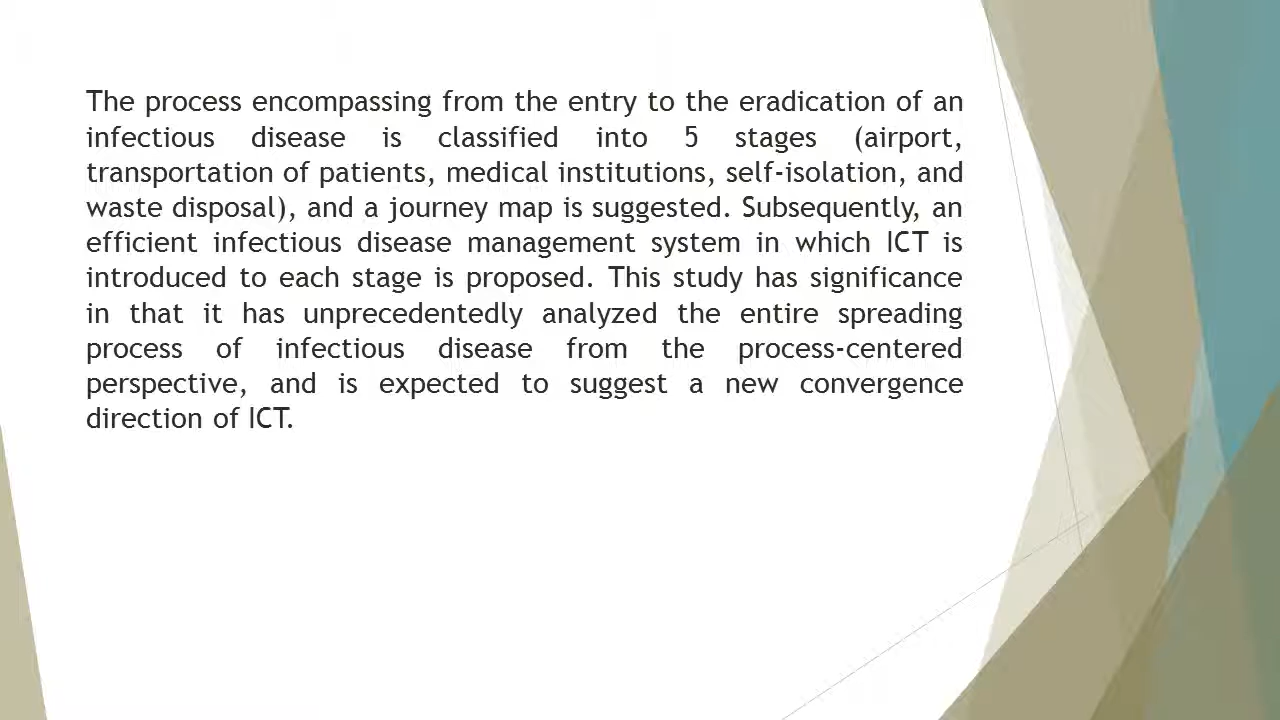 The process encompassing from the entry to the eradication of an
infectious disease is classified into 5 stages (airport,
transportation of patients, medical institutions, self-isolation, and
waste disposal), and a journey map is suggested. Subsequently, an
efficient infectious disease management system in which ICT is
introduced to each stage is proposed. This study has significance
in that it has unprecedentedly analyzed the entire spreading
process of infectious disease from the process-centered
perspective, and is expected to suggest a new convergence
direction of ICT.